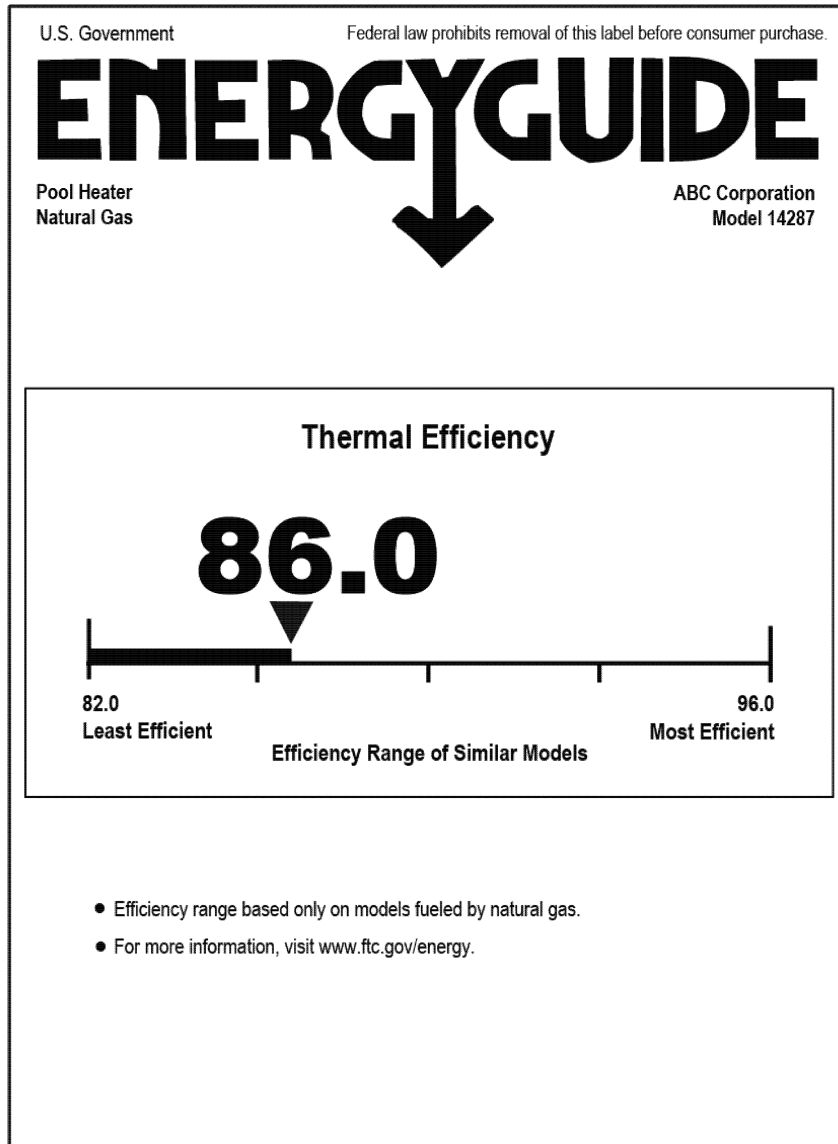 U.S. Government Federal law prohibits removal of this label before consumer purchase.
ENERGYGUIDE
Pool Heater
Natural Gas
ABC Corporation
Model 14287
Thermal Efficiency
86.0
82.0
Least Efficient
96.0
Most Efficient
Efficiency Range of Similar Models
● Efficiency range based only on models fueled by natural gas.
● For more information, visit www.ftc.gov/energy.